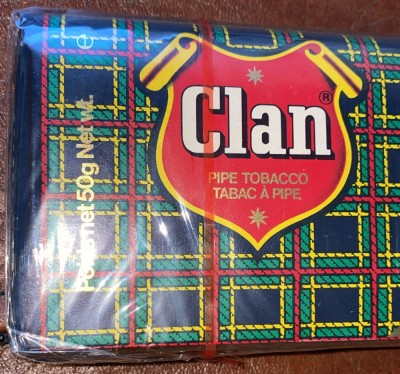 Clan®
PIPE TOBACCO
TABAC À PIPE
Poids net 50g Net wt.
℮